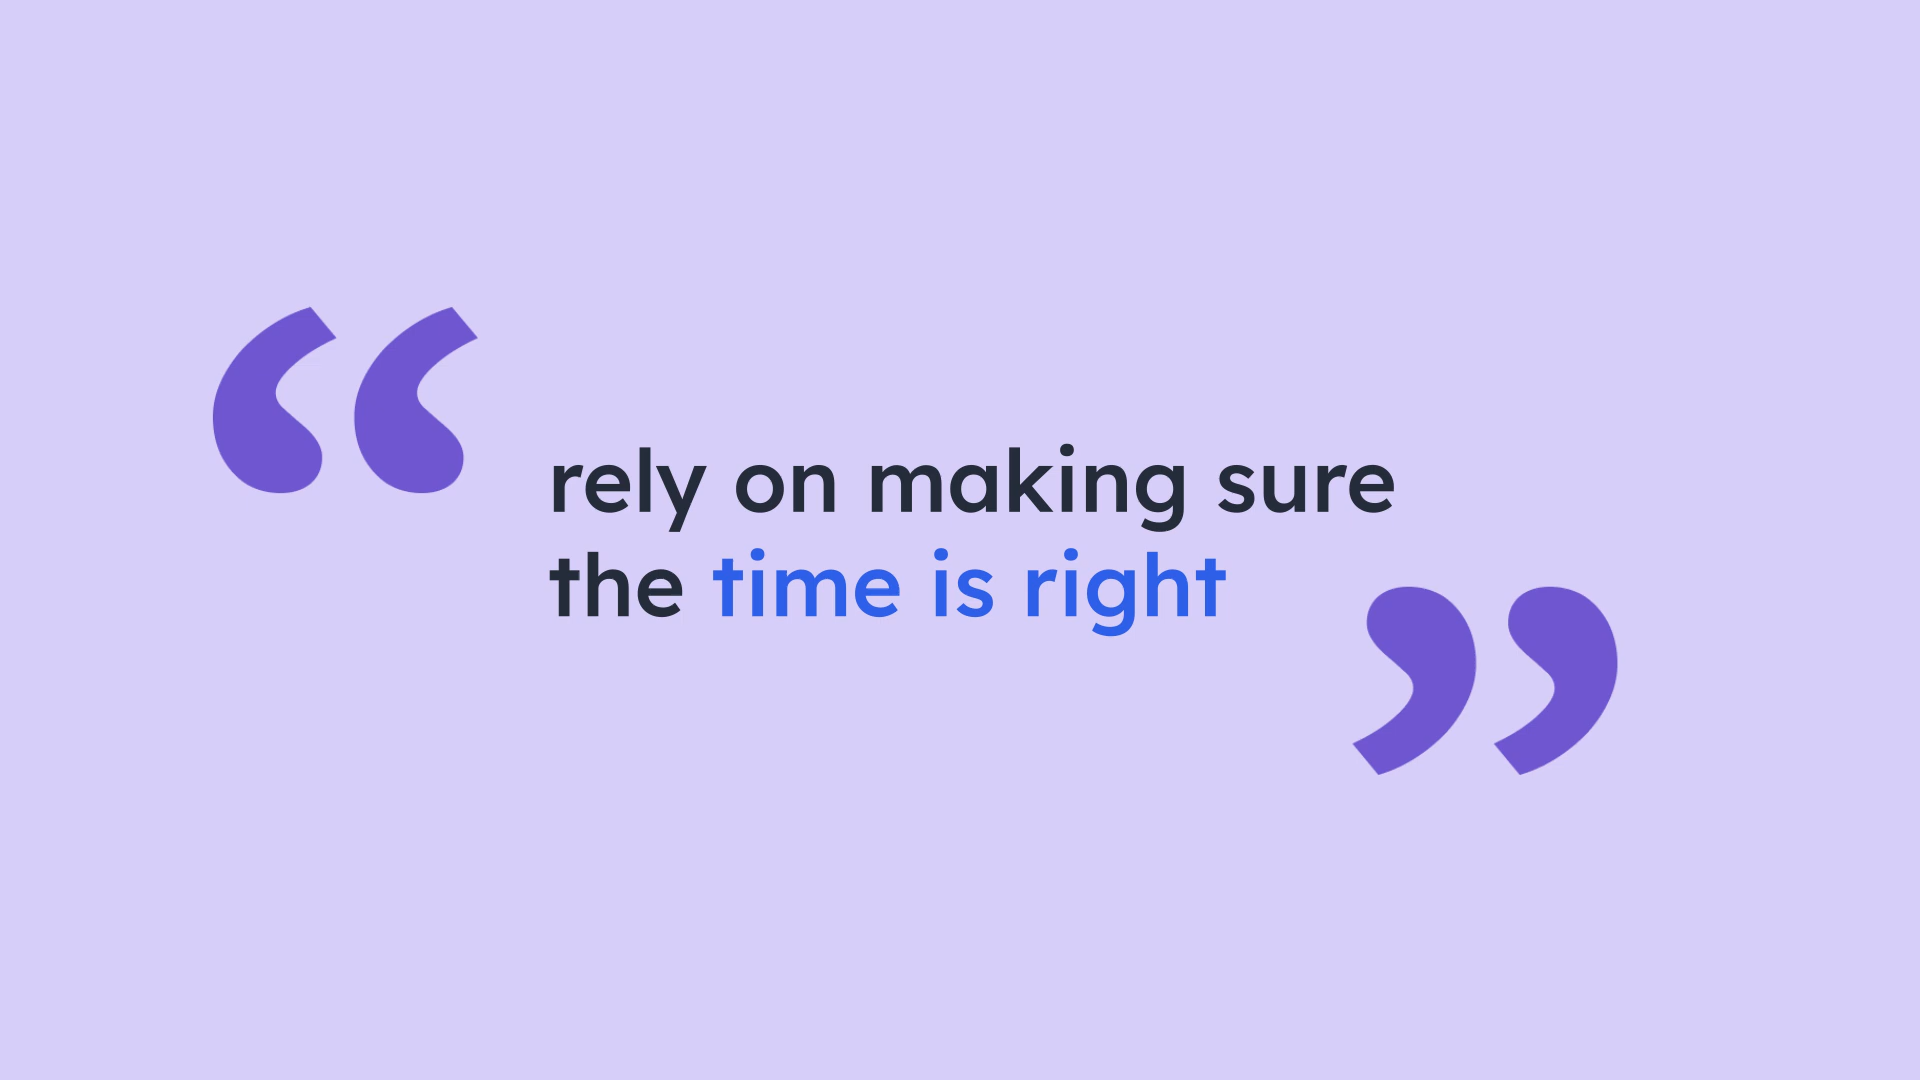 “rely on making sure
the time is right”